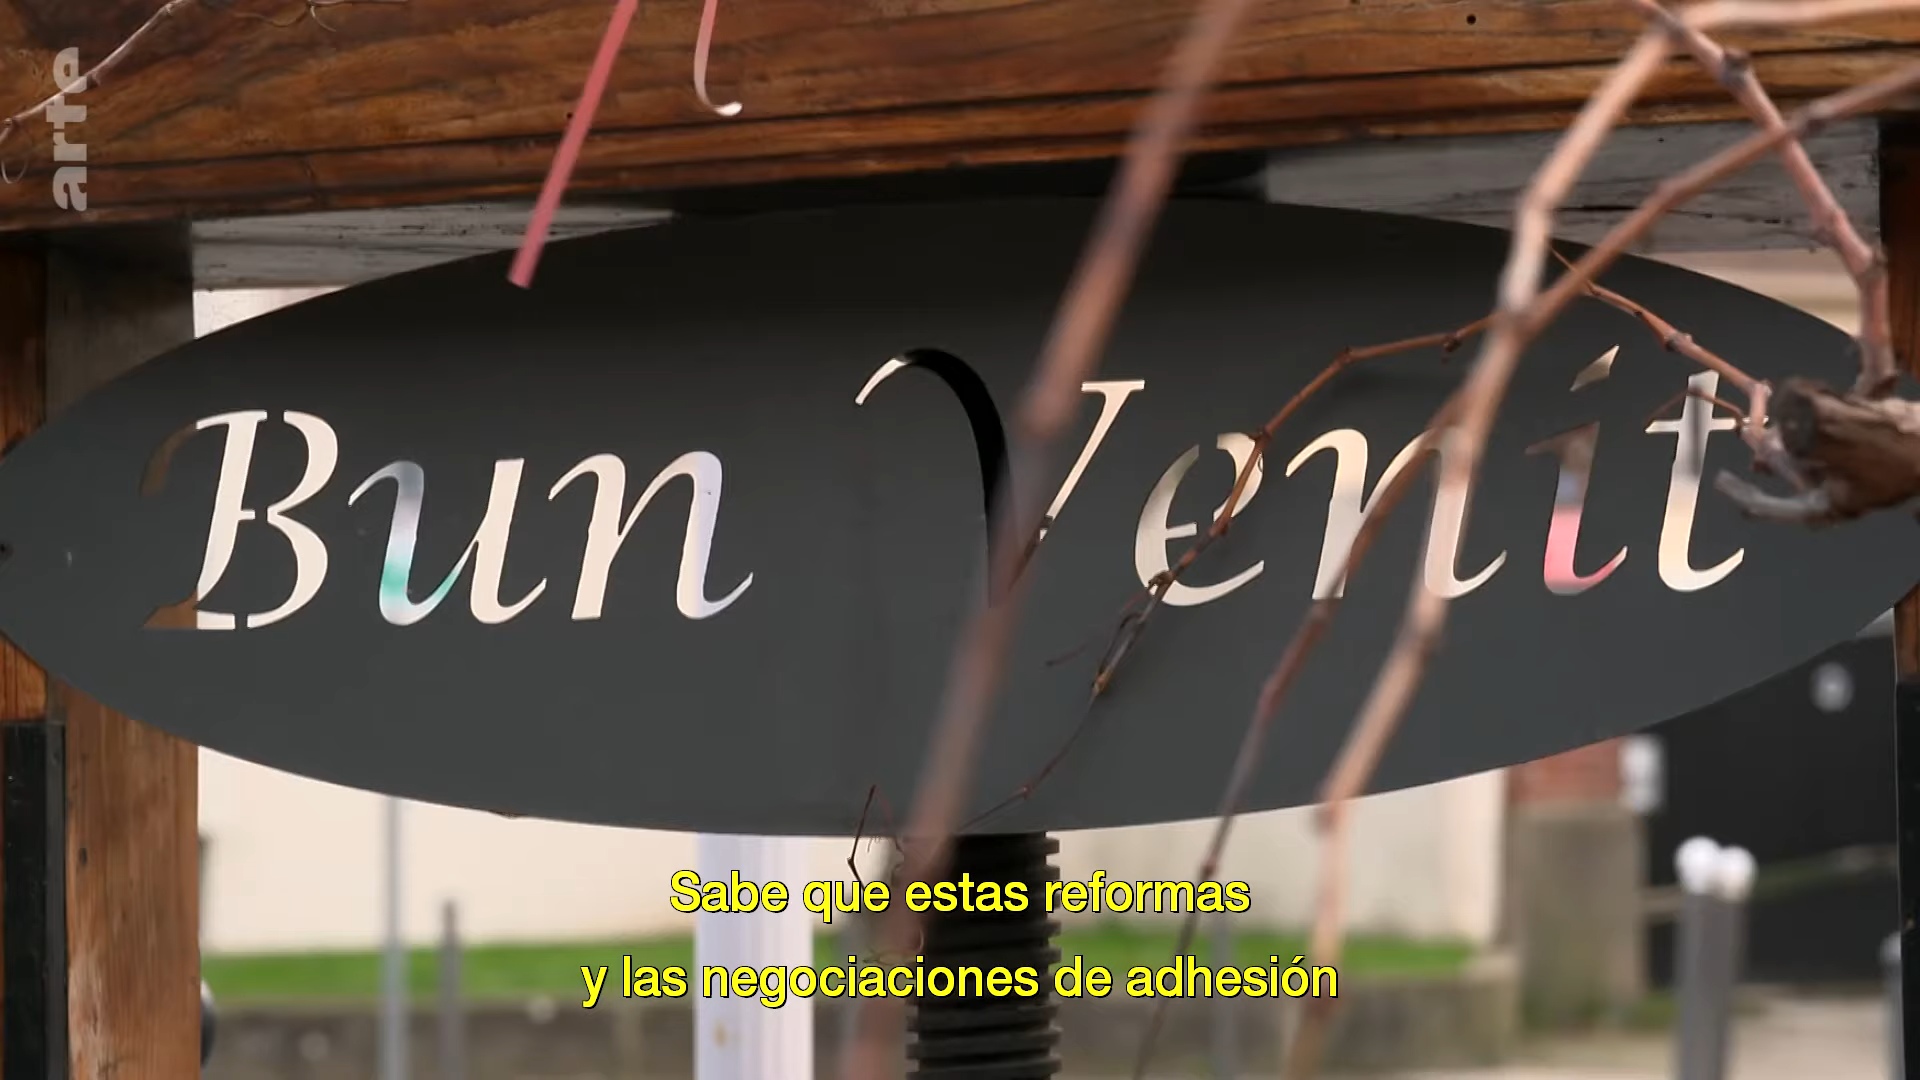 arte
Bun Venit
Sabe que estas reformas
y las negociaciones de adhesión